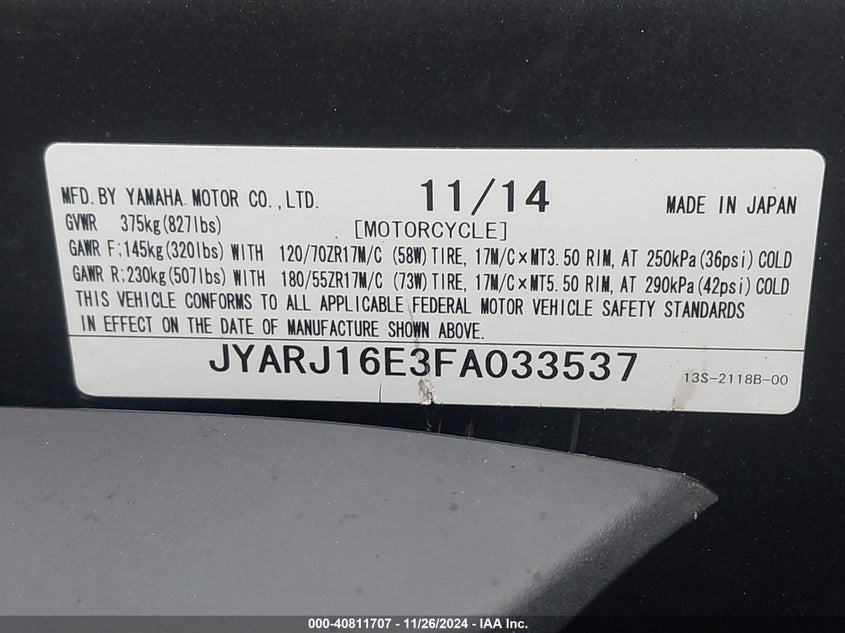 MFD. BY YAMAHA MOTOR CO., LTD. 11/14 MADE IN JAPAN
GVWR 375kg(827lbs) [MOTORCYCLE]
GAWR F:145kg(320lbs) WITH 120/70ZR17M/C (58W) TIRE, 17M/C×MT3.50 RIM, AT 250kPa(36psi) COLD
GAWR R:230kg(507lbs) WITH 180/55ZR17M/C (73W) TIRE, 17M/C×MT5.50 RIM, AT 290kPa(42psi) COLD
THIS VEHICLE CONFORMS TO ALL APPLICABLE FEDERAL MOTOR VEHICLE SAFETY STANDARDS
IN EFFECT ON THE DATE OF MANUFACTURE SHOWN ABOVE.
JYARJ16E3FA033537 13S-2118B-00
000-40811707 - 11/26/2024 - IAA Inc.